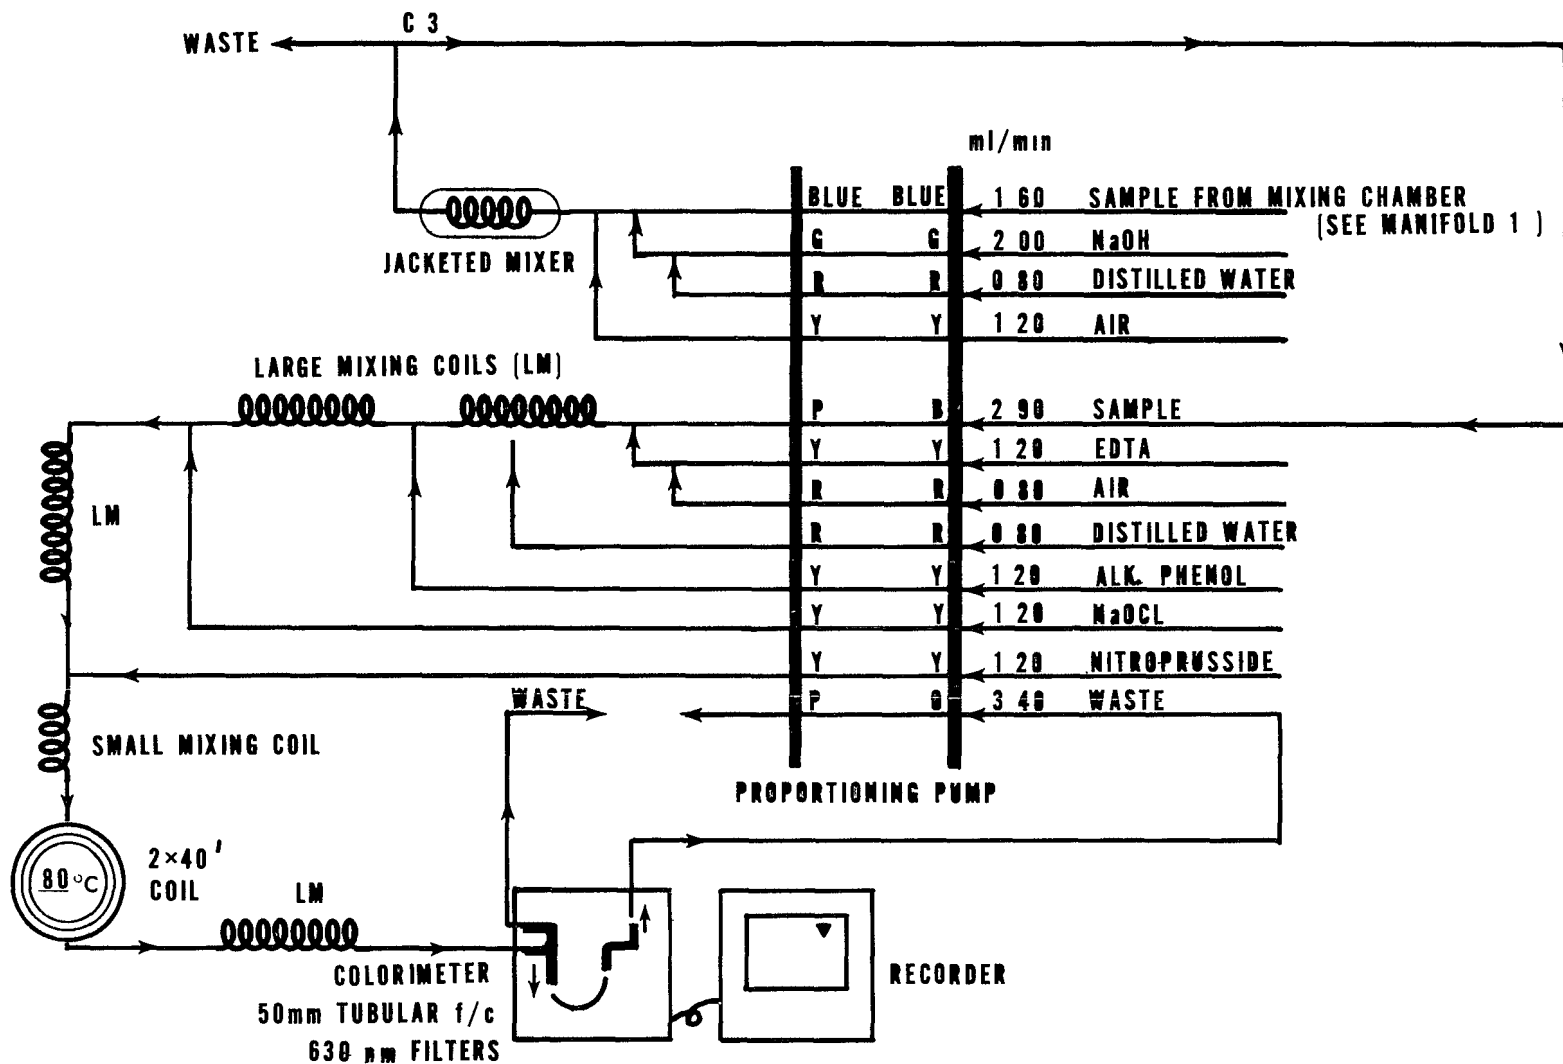 C 3
WASTE
ml/min
BLUE BLUE 1 60 SAMPLE FROM MIXING CHAMBER
(SEE MANIFOLD 1 )
G G 2 00 NaOH
JACKETED MIXER
R R 0 80 DISTILLED WATER
Y Y 1 20 AIR
LARGE MIXING COILS (LM)
P B 2 90 SAMPLE
Y Y 1 20 EDTA
R R 0 80 AIR
LM
R R 0 80 DISTILLED WATER
Y Y 1 20 ALK. PHENOL
Y Y 1 20 NaOCL
Y Y 1 20 NITROPRUSSIDE
WASTE
P O 3 40 WASTE
SMALL MIXING COIL
PROPORTIONING PUMP
80 °C
2×40'
COIL
LM
COLORIMETER
50mm TUBULAR f/c
630 nm FILTERS
RECORDER